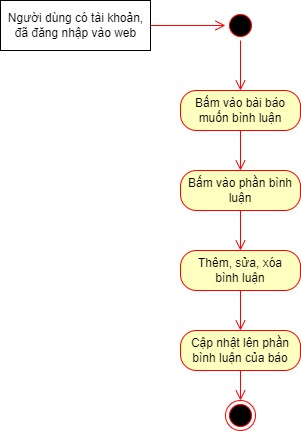 Người dùng có tài khoản,
đã đăng nhập vào web
Bấm vào bài báo
muốn bình luận
Bấm vào phần bình
luận
Thêm, sửa, xóa
bình luận
Cập nhật lên phần
bình luận của báo